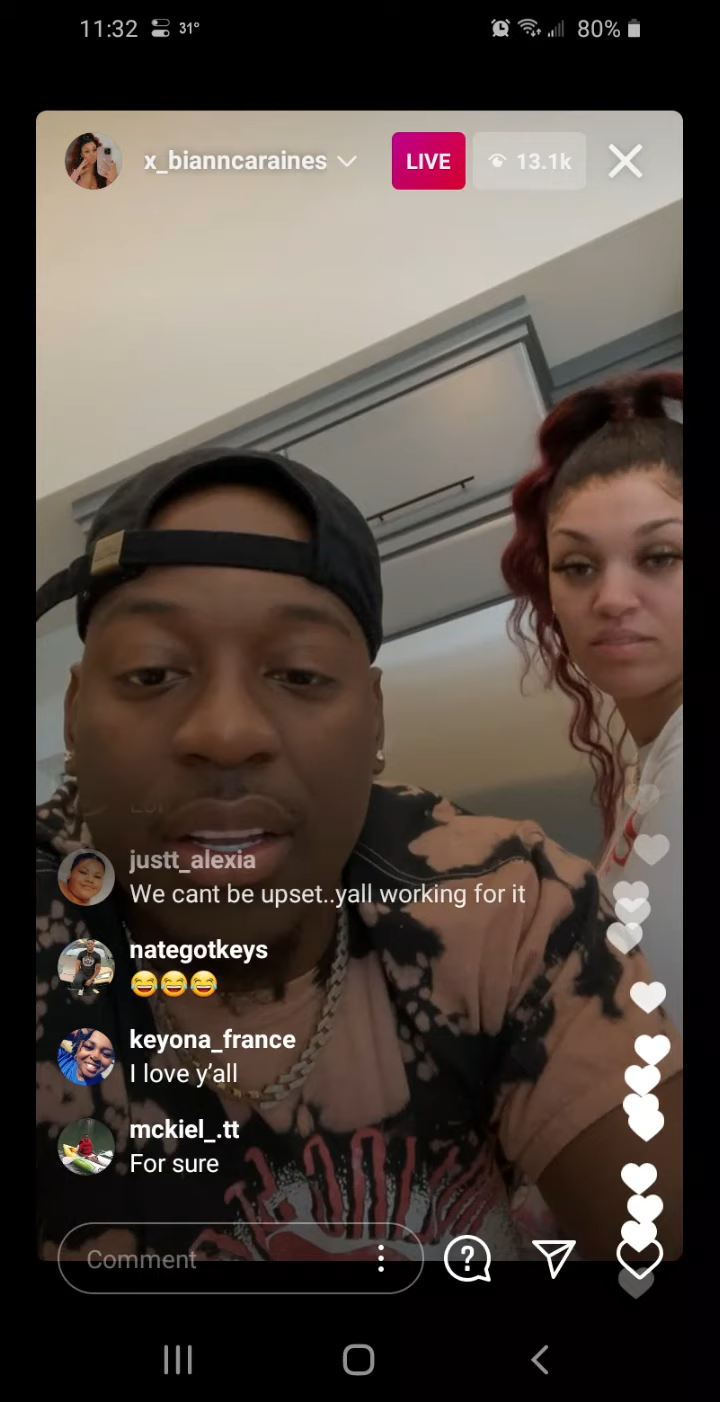 11:32 31°
80%
x_bianncaraines
LIVE
13.1k
justt_alexia
We cant be upset..yall working for it
nategotkeys
😂😂😂
keyona_france
I love y'all
mckiel_.tt
For sure
Comment
?